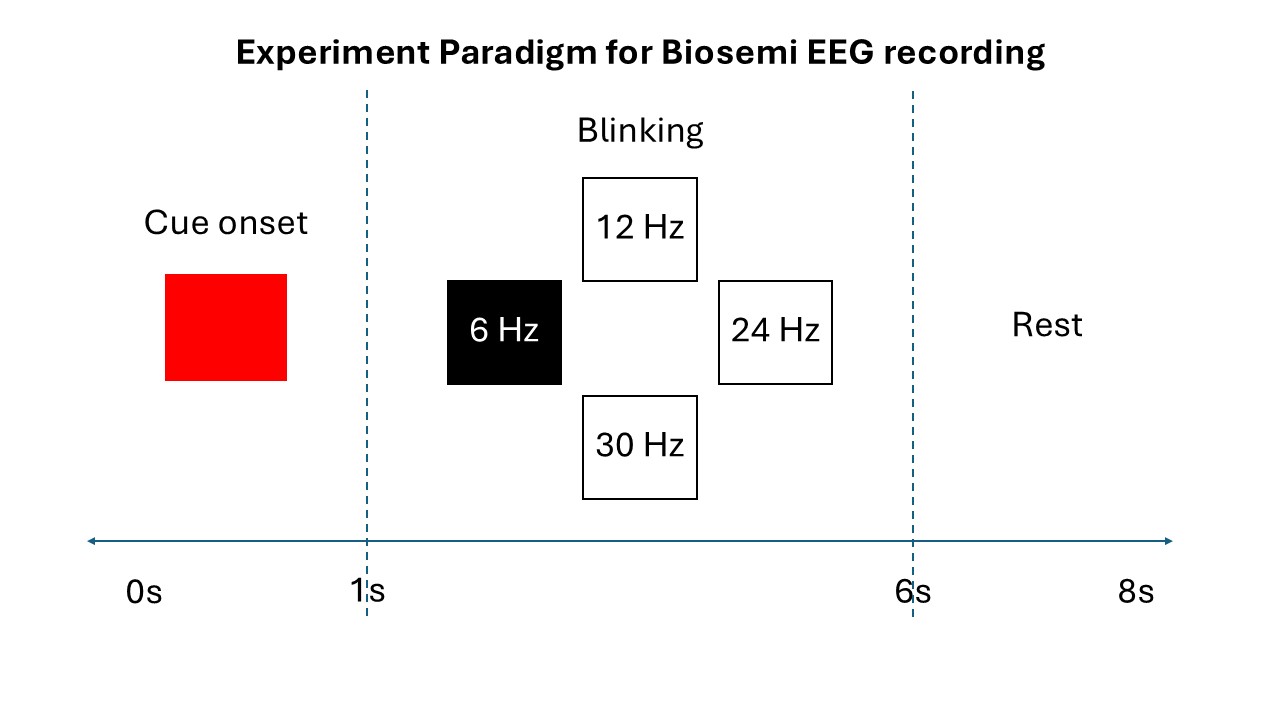 Experiment Paradigm for Biosemi EEG recording
Blinking
Cue onset
12 Hz
6 Hz
24 Hz
Rest
30 Hz
0s
1s
6s
8s